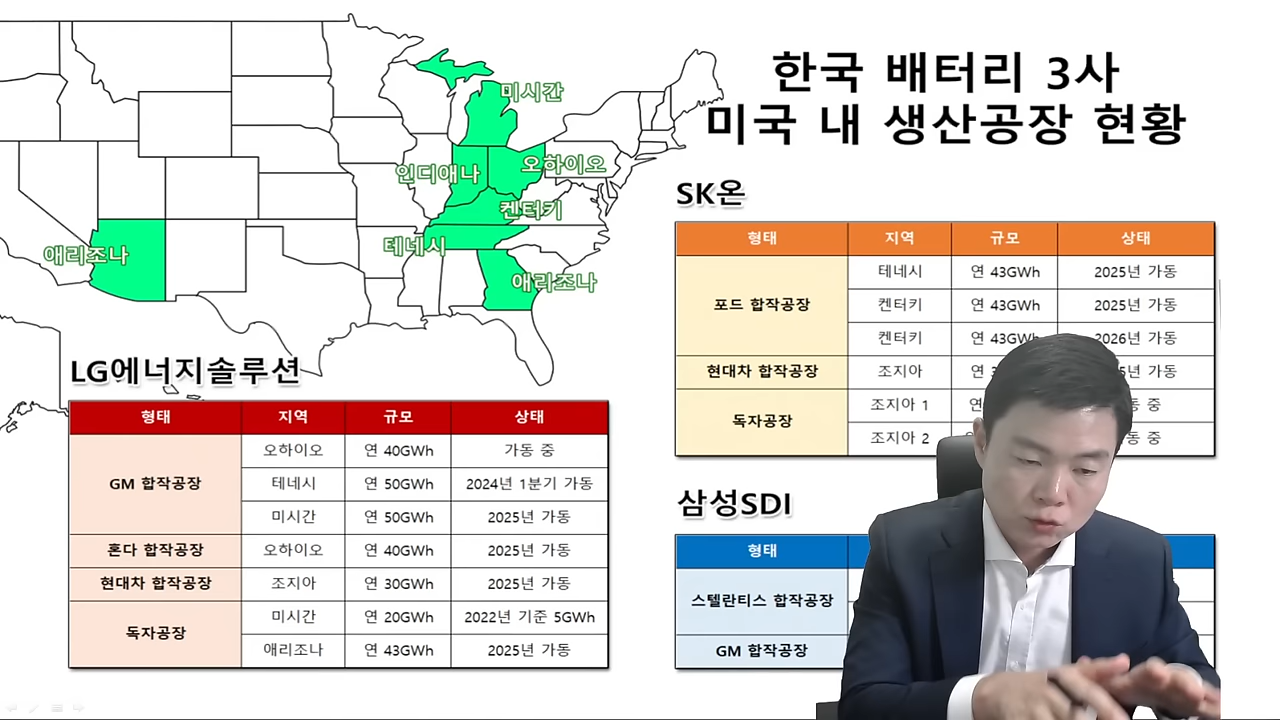 한국 배터리 3사
미국 내 생산공장 현황
미시간
인디애나
오하이오
켄터키
테네시
애리조나
애리조나
SK온
형태 지역 규모 상태
포드 합작공장 테네시 연 43GWh 2025년 가동
켄터키 연 43GWh 2025년 가동
켄터키 연 43GWh 2026년 가동
현대차 합작공장 조지아 연 가동
독자공장 조지아 1 연 중
조지아 2 중
LG에너지솔루션
형태 지역 규모 상태
GM 합작공장 오하이오 연 40GWh 가동 중
테네시 연 50GWh 2024년 1분기 가동
미시간 연 50GWh 2025년 가동
혼다 합작공장 오하이오 연 40GWh 2025년 가동
현대차 합작공장 조지아 연 30GWh 2025년 가동
독자공장 미시간 연 20GWh 2022년 기준 5GWh
애리조나 연 43GWh 2025년 가동
삼성SDI
형태
스텔란티스 합작공장
GM 합작공장